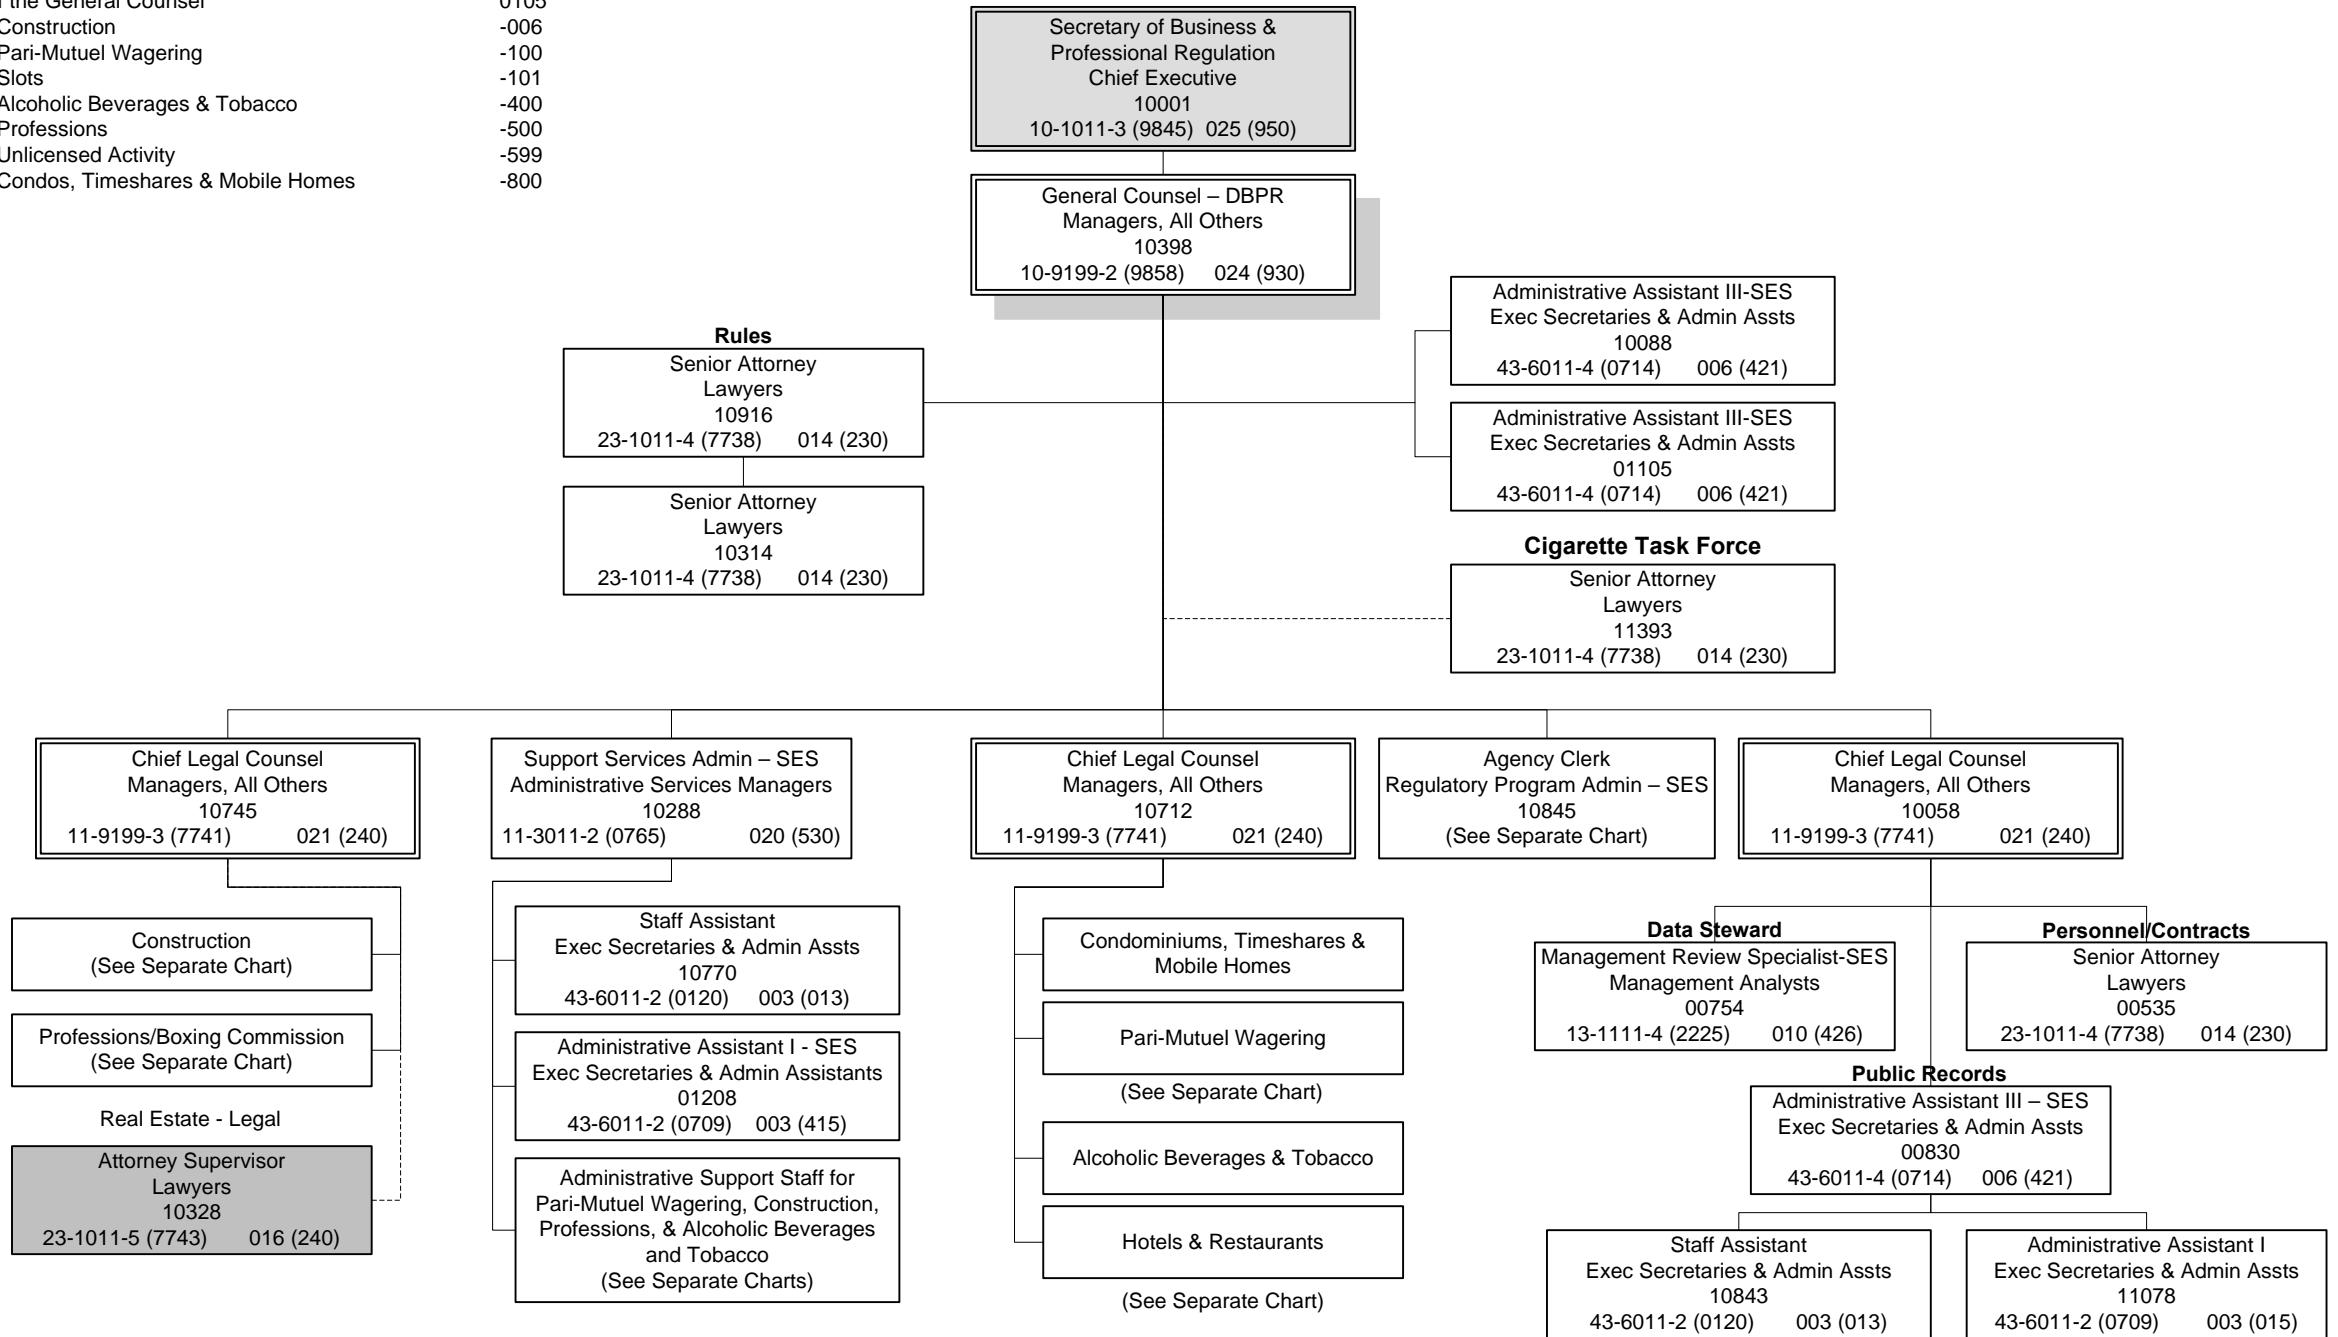 the General Counsel 0105
Construction -006
Pari-Mutuel Wagering -100
Slots -101
Alcoholic Beverages & Tobacco -400
Professions -500
Unlicensed Activity -599
Condos, Timeshares & Mobile Homes -800
Secretary of Business &
Professional Regulation
Chief Executive
10001
10-1011-3 (9845) 025 (950)
General Counsel – DBPR
Managers, All Others
10398
10-9199-2 (9858) 024 (930)
Administrative Assistant III-SES
Exec Secretaries & Admin Assts
10088
43-6011-4 (0714) 006 (421)
Rules
Senior Attorney
Lawyers
10916
23-1011-4 (7738) 014 (230)
Administrative Assistant III-SES
Exec Secretaries & Admin Assts
01105
43-6011-4 (0714) 006 (421)
Senior Attorney
Lawyers
10314
23-1011-4 (7738) 014 (230)
Cigarette Task Force
Senior Attorney
Lawyers
11393
23-1011-4 (7738) 014 (230)
Chief Legal Counsel
Managers, All Others
10745
11-9199-3 (7741) 021 (240)
Support Services Admin – SES
Administrative Services Managers
10288
11-3011-2 (0765) 020 (530)
Chief Legal Counsel
Managers, All Others
10712
11-9199-3 (7741) 021 (240)
Agency Clerk
Regulatory Program Admin – SES
10845
(See Separate Chart)
Chief Legal Counsel
Managers, All Others
10058
11-9199-3 (7741) 021 (240)
Construction
(See Separate Chart)
Professions/Boxing Commission
(See Separate Chart)
Real Estate - Legal
Attorney Supervisor
Lawyers
10328
23-1011-5 (7743) 016 (240)
Staff Assistant
Exec Secretaries & Admin Assts
10770
43-6011-2 (0120) 003 (013)
Administrative Assistant I - SES
Exec Secretaries & Admin Assistants
01208
43-6011-2 (0709) 003 (415)
Administrative Support Staff for
Pari-Mutuel Wagering, Construction,
Professions, & Alcoholic Beverages
and Tobacco
(See Separate Charts)
Condominiums, Timeshares &
Mobile Homes
Pari-Mutuel Wagering
(See Separate Chart)
Alcoholic Beverages & Tobacco
Hotels & Restaurants
(See Separate Chart)
Data Steward
Management Review Specialist-SES
Management Analysts
00754
13-1111-4 (2225) 010 (426)
Personnel/Contracts
Senior Attorney
Lawyers
00535
23-1011-4 (7738) 014 (230)
Public Records
Administrative Assistant III – SES
Exec Secretaries & Admin Assts
00830
43-6011-4 (0714) 006 (421)
Staff Assistant
Exec Secretaries & Admin Assts
10843
43-6011-2 (0120) 003 (013)
Administrative Assistant I
Exec Secretaries & Admin Assts
11078
43-6011-2 (0709) 003 (015)